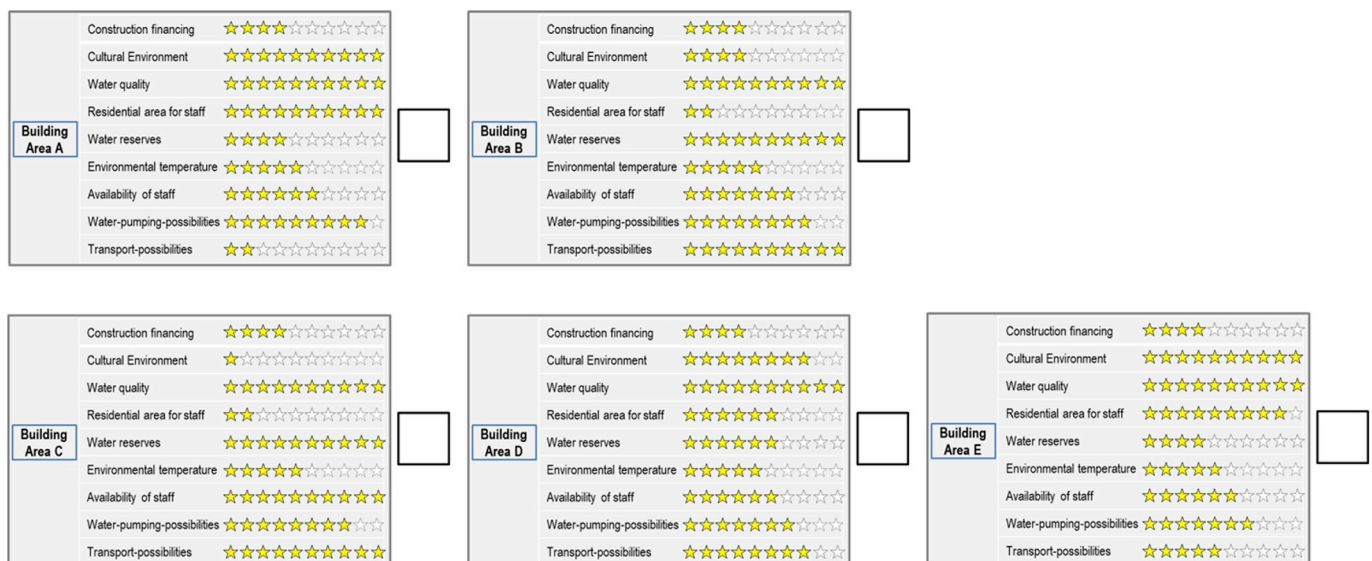 Building
Area A
Construction financing
Cultural Environment
Water quality
Residential area for staff
Water reserves
Environmental temperature
Availability of staff
Water-pumping-possibilities
Transport-possibilities
Building
Area B
Construction financing
Cultural Environment
Water quality
Residential area for staff
Water reserves
Environmental temperature
Availability of staff
Water-pumping-possibilities
Transport-possibilities
Building
Area C
Construction financing
Cultural Environment
Water quality
Residential area for staff
Water reserves
Environmental temperature
Availability of staff
Water-pumping-possibilities
Transport-possibilities
Building
Area D
Construction financing
Cultural Environment
Water quality
Residential area for staff
Water reserves
Environmental temperature
Availability of staff
Water-pumping-possibilities
Transport-possibilities
Building
Area E
Construction financing
Cultural Environment
Water quality
Residential area for staff
Water reserves
Environmental temperature
Availability of staff
Water-pumping-possibilities
Transport-possibilities